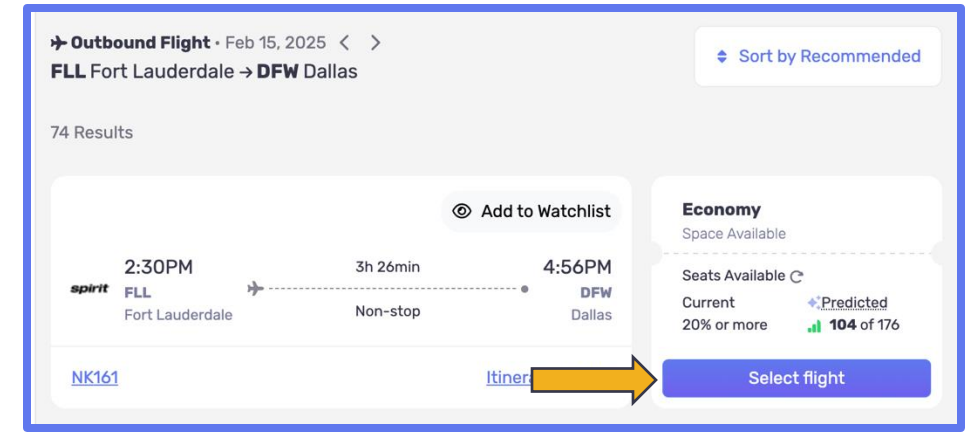 Outbound Flight · Feb 15, 2025 < >
FLL Fort Lauderdale → DFW Dallas
Sort by Recommended
74 Results
Add to Watchlist
2:30PM
3h 26min
4:56PM
spirit
FLL
DFW
Fort Lauderdale
Non-stop
Dallas
NK161
Economy
Space Available
Seats Available
Current
Predicted
20% or more
104 of 176
Select flight